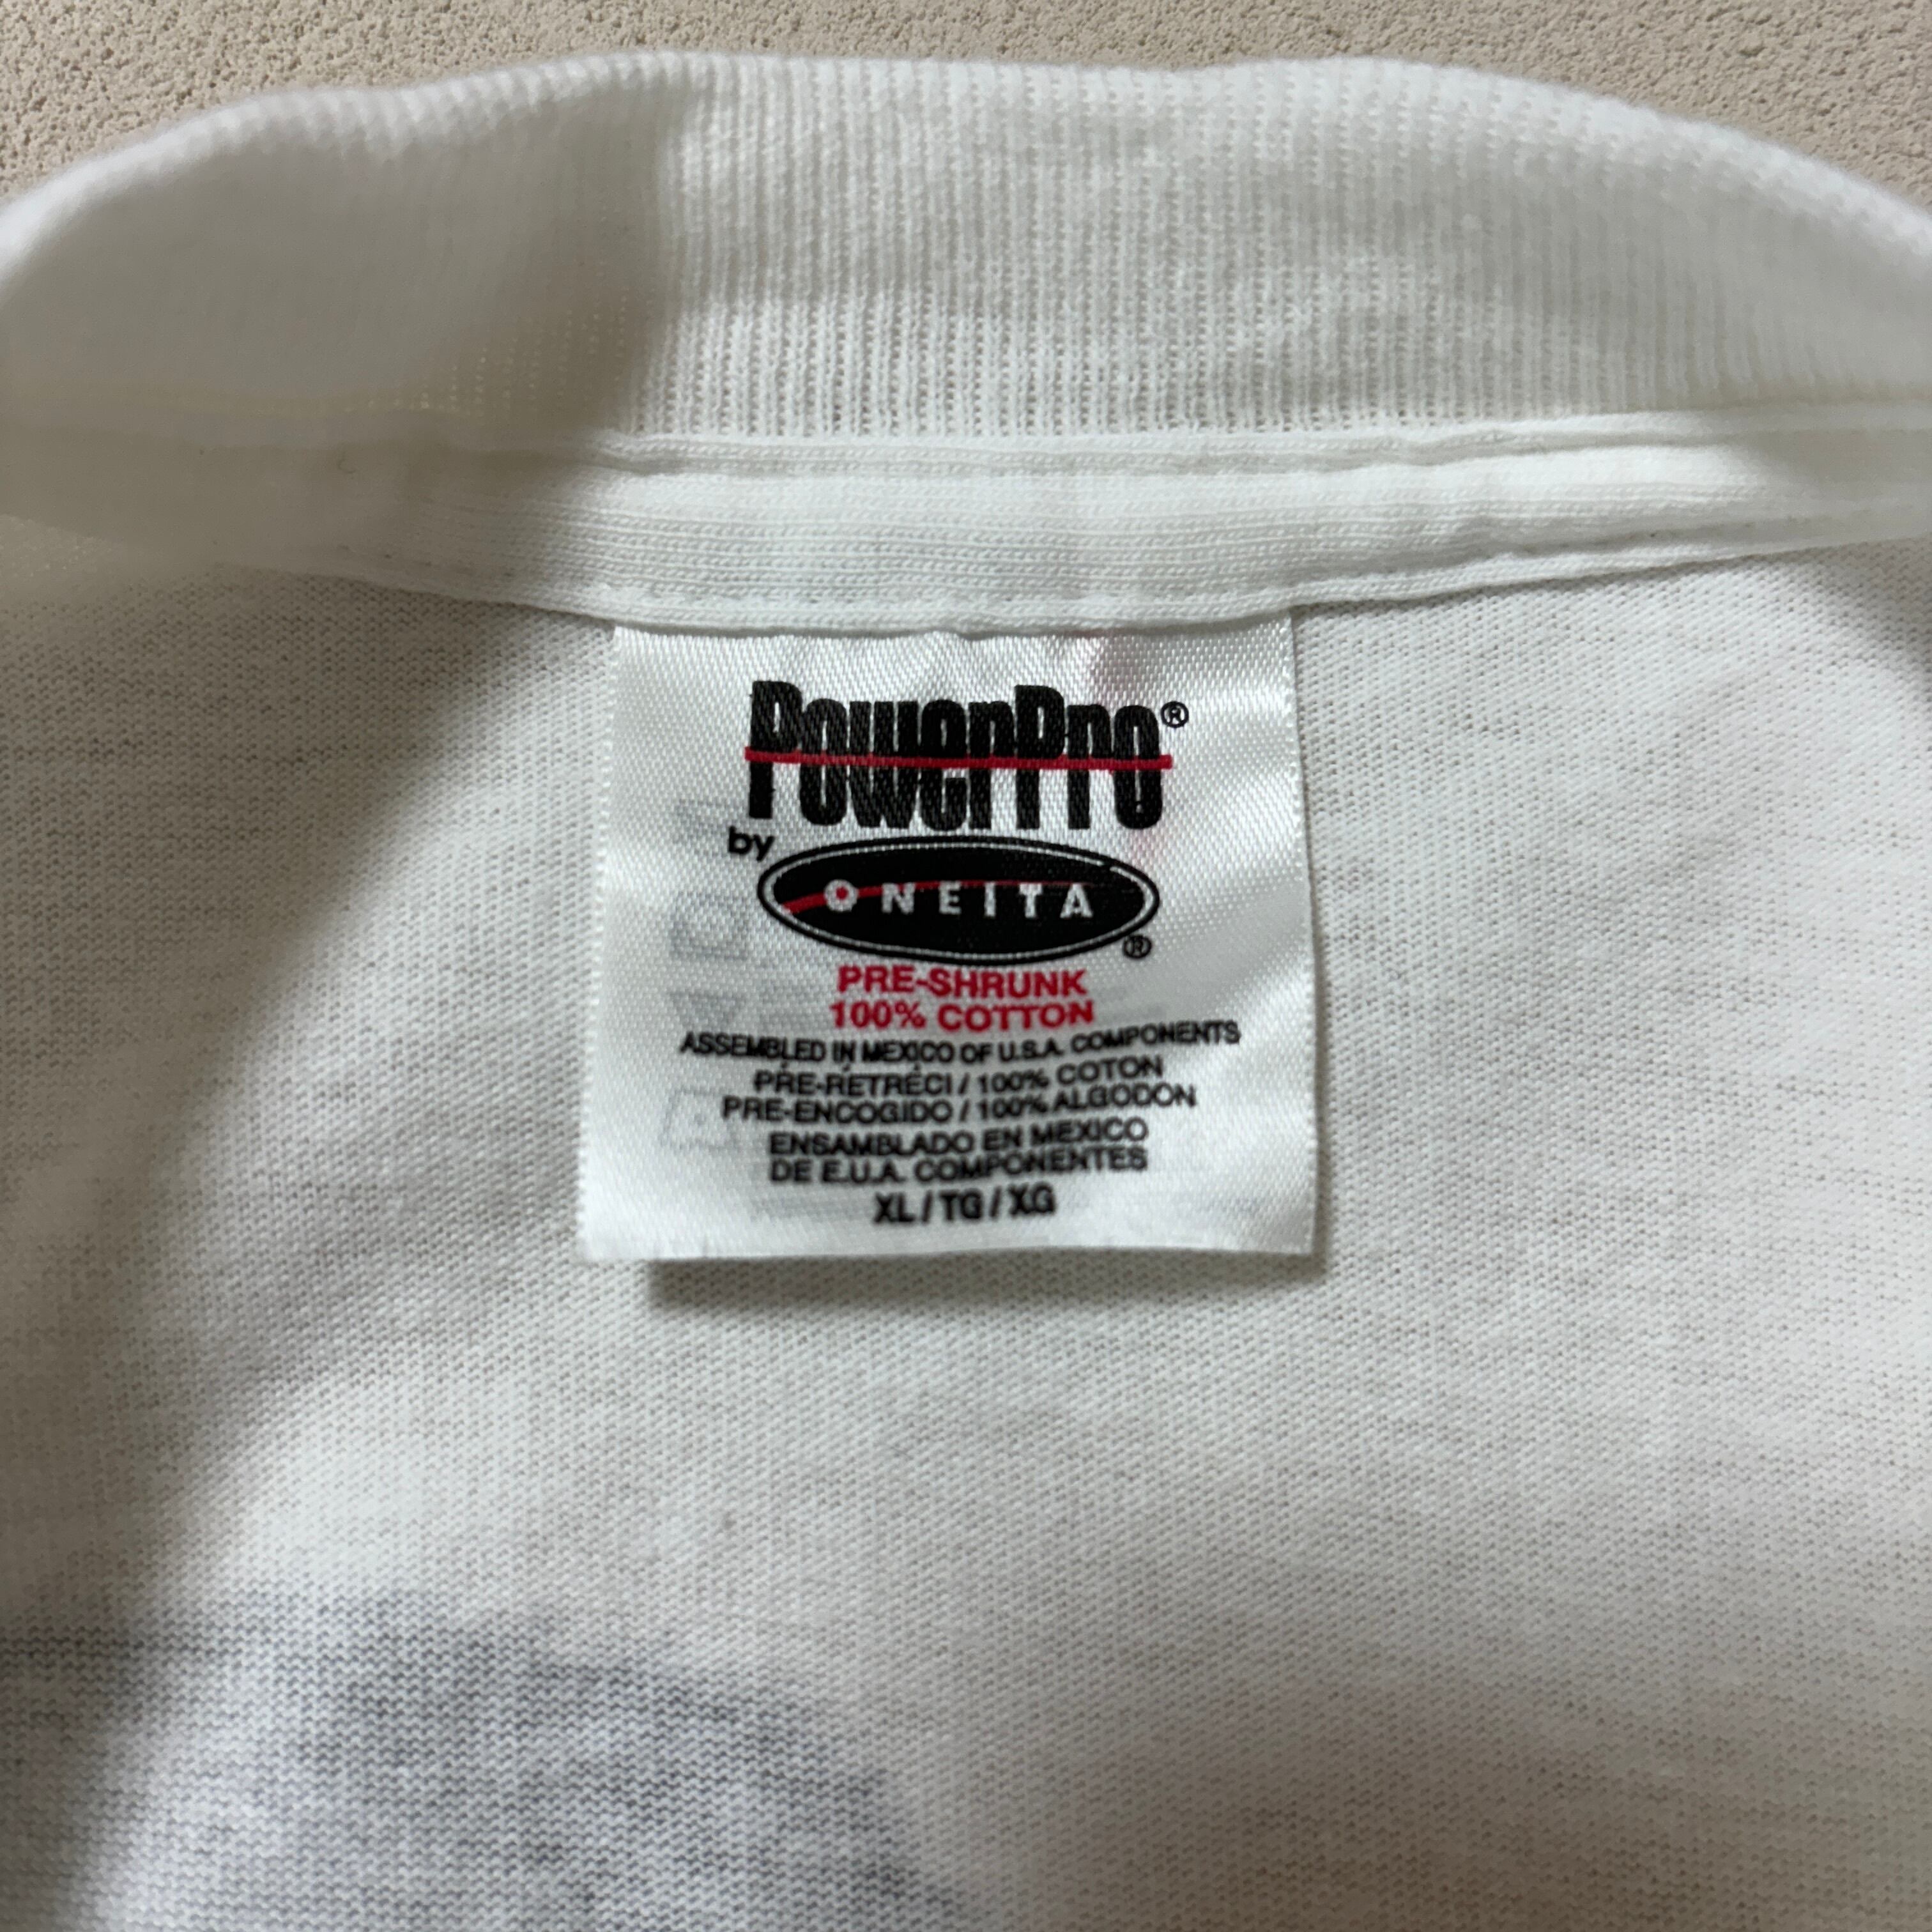 PowerPro®
by ONEITA®
PRE-SHRUNK
100% COTTON
ASSEMBLED IN MEXICO OF U.S.A. COMPONENTS
PRÉ-RÉTRÉCI / 100% COTON
PRE-ENCOGIDO / 100% ALGODON
ENSAMBLADO EN MEXICO
DE E.U.A. COMPONENTES
XL / TG / XG